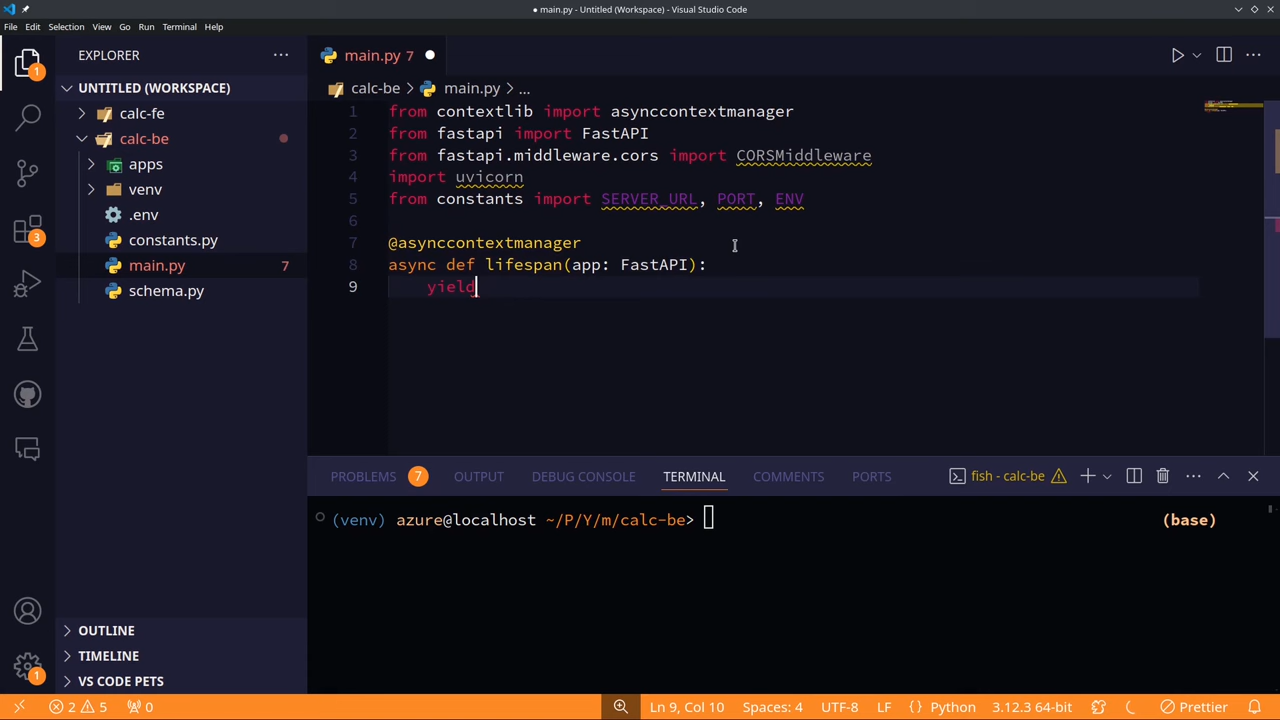 ● main.py - Untitled (Workspace) - Visual Studio Code
File Edit Selection View Go Run Terminal Help
EXPLORER
UNTITLED (WORKSPACE)
calc-fe
calc-be
apps
venv
.env
constants.py
main.py 7
schema.py
OUTLINE
TIMELINE
VS CODE PETS
1
3
1
main.py 7
calc-be > main.py > ...
1 from contextlib import asynccontextmanager
2 from fastapi import FastAPI
3 from fastapi.middleware.cors import CORSMiddleware
4 import uvicorn
5 from constants import SERVER_URL, PORT, ENV
6
7 @asynccontextmanager
8 async def lifespan(app: FastAPI):
9 yield
PROBLEMS 7 OUTPUT DEBUG CONSOLE TERMINAL COMMENTS PORTS fish - calc-be
(venv) azure@localhost ~/P/Y/m/calc-be> (base)
2 5 0 Ln 9, Col 10 Spaces: 4 UTF-8 LF {} Python 3.12.3 64-bit Prettier